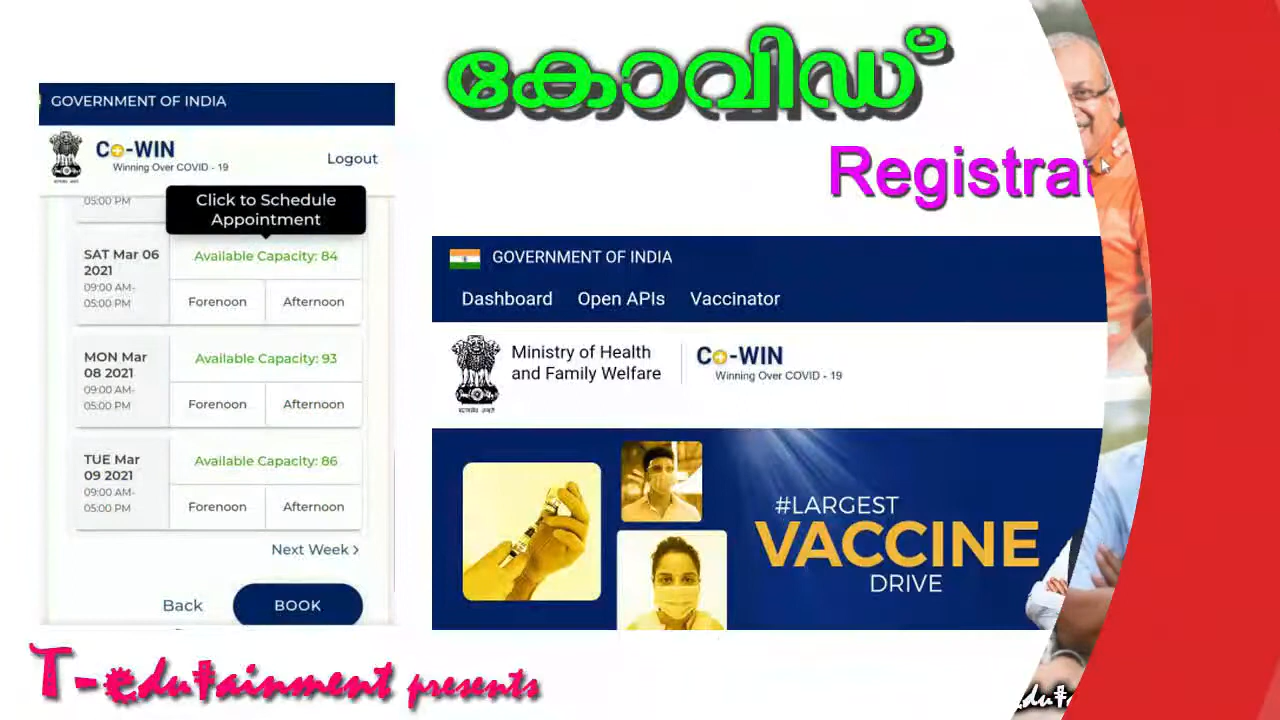 കോവിഡ്
GOVERNMENT OF INDIA
Co-WIN
Winning Over COVID - 19
Logout
05:00 PM
Click to Schedule
Appointment
SAT Mar 06
2021
09:00 AM-
05:00 PM
Available Capacity: 84
Forenoon
Afternoon
MON Mar
08 2021
09:00 AM-
05:00 PM
Available Capacity: 93
Forenoon
Afternoon
TUE Mar
09 2021
09:00 AM-
05:00 PM
Available Capacity: 86
Forenoon
Afternoon
Next Week >
Back
BOOK
Registrat
GOVERNMENT OF INDIA
Dashboard Open APIs Vaccinator
Ministry of Health
and Family Welfare
Co-WIN
Winning Over COVID - 19
#LARGEST
VACCINE
DRIVE
T-edutainment presents